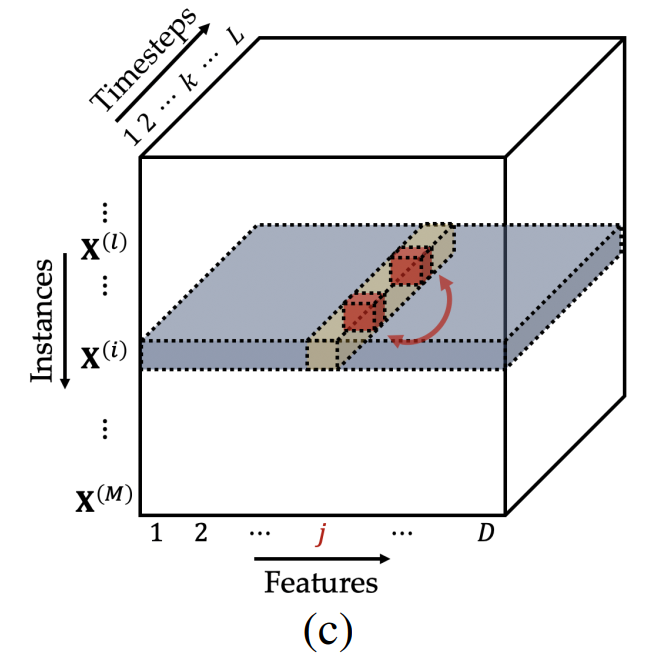 Timesteps
1 2 ... k ... L
⋮
X^(l)
⋮
Instances
X^(i)
⋮
X^(M)
1 2 ... j ... D
Features
(c)